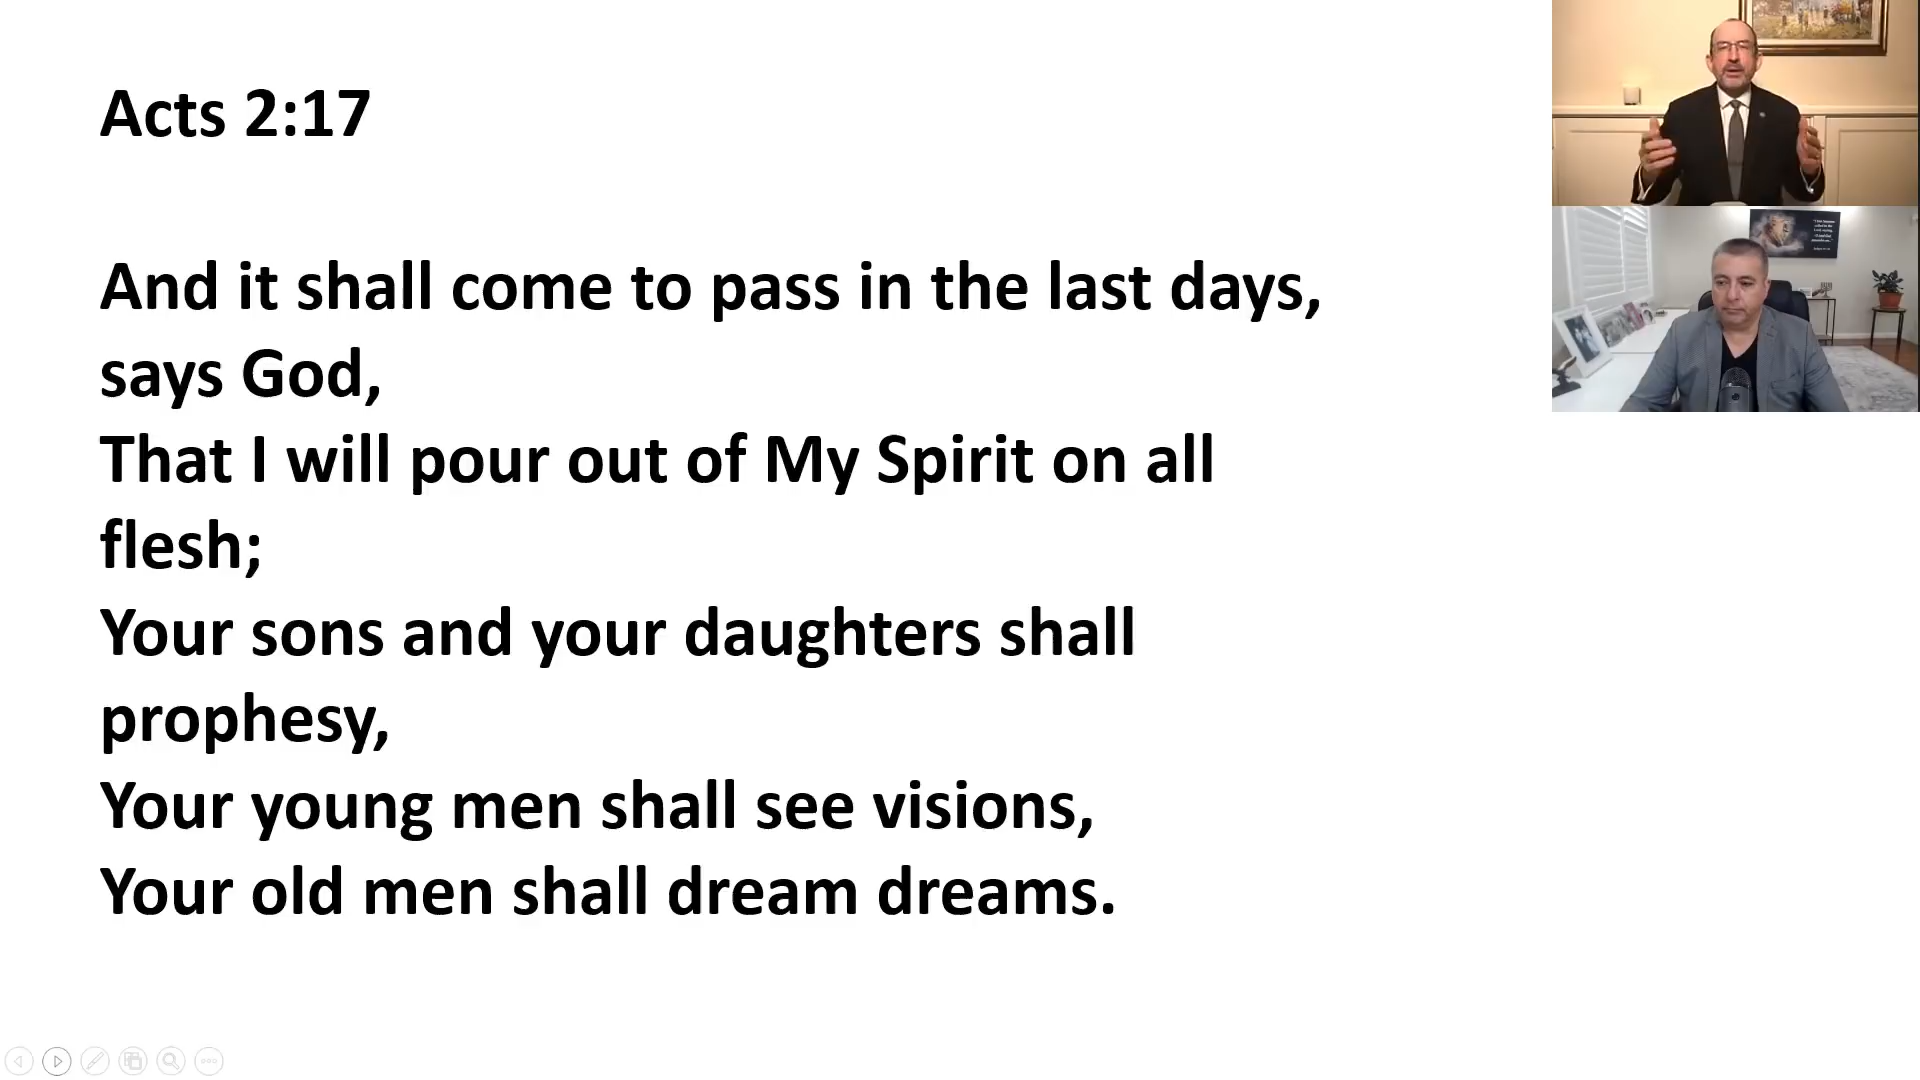 Acts 2:17
And it shall come to pass in the last days,
says God,
That I will pour out of My Spirit on all
flesh;
Your sons and your daughters shall
prophesy,
Your young men shall see visions,
Your old men shall dream dreams.